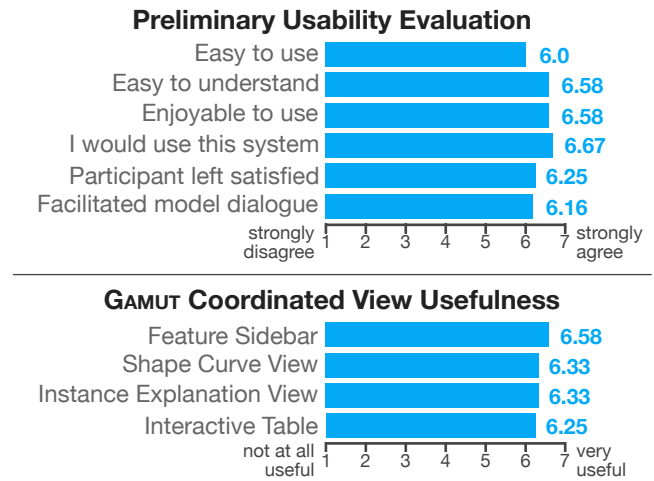 Preliminary Usability Evaluation
Easy to use 6.0
Easy to understand 6.58
Enjoyable to use 6.58
I would use this system 6.67
Participant left satisfied 6.25
Facilitated model dialogue 6.16
strongly disagree 1 2 3 4 5 6 7 strongly agree
GAMUT Coordinated View Usefulness
Feature Sidebar 6.58
Shape Curve View 6.33
Instance Explanation View 6.33
Interactive Table 6.25
not at all useful 1 2 3 4 5 6 7 very useful